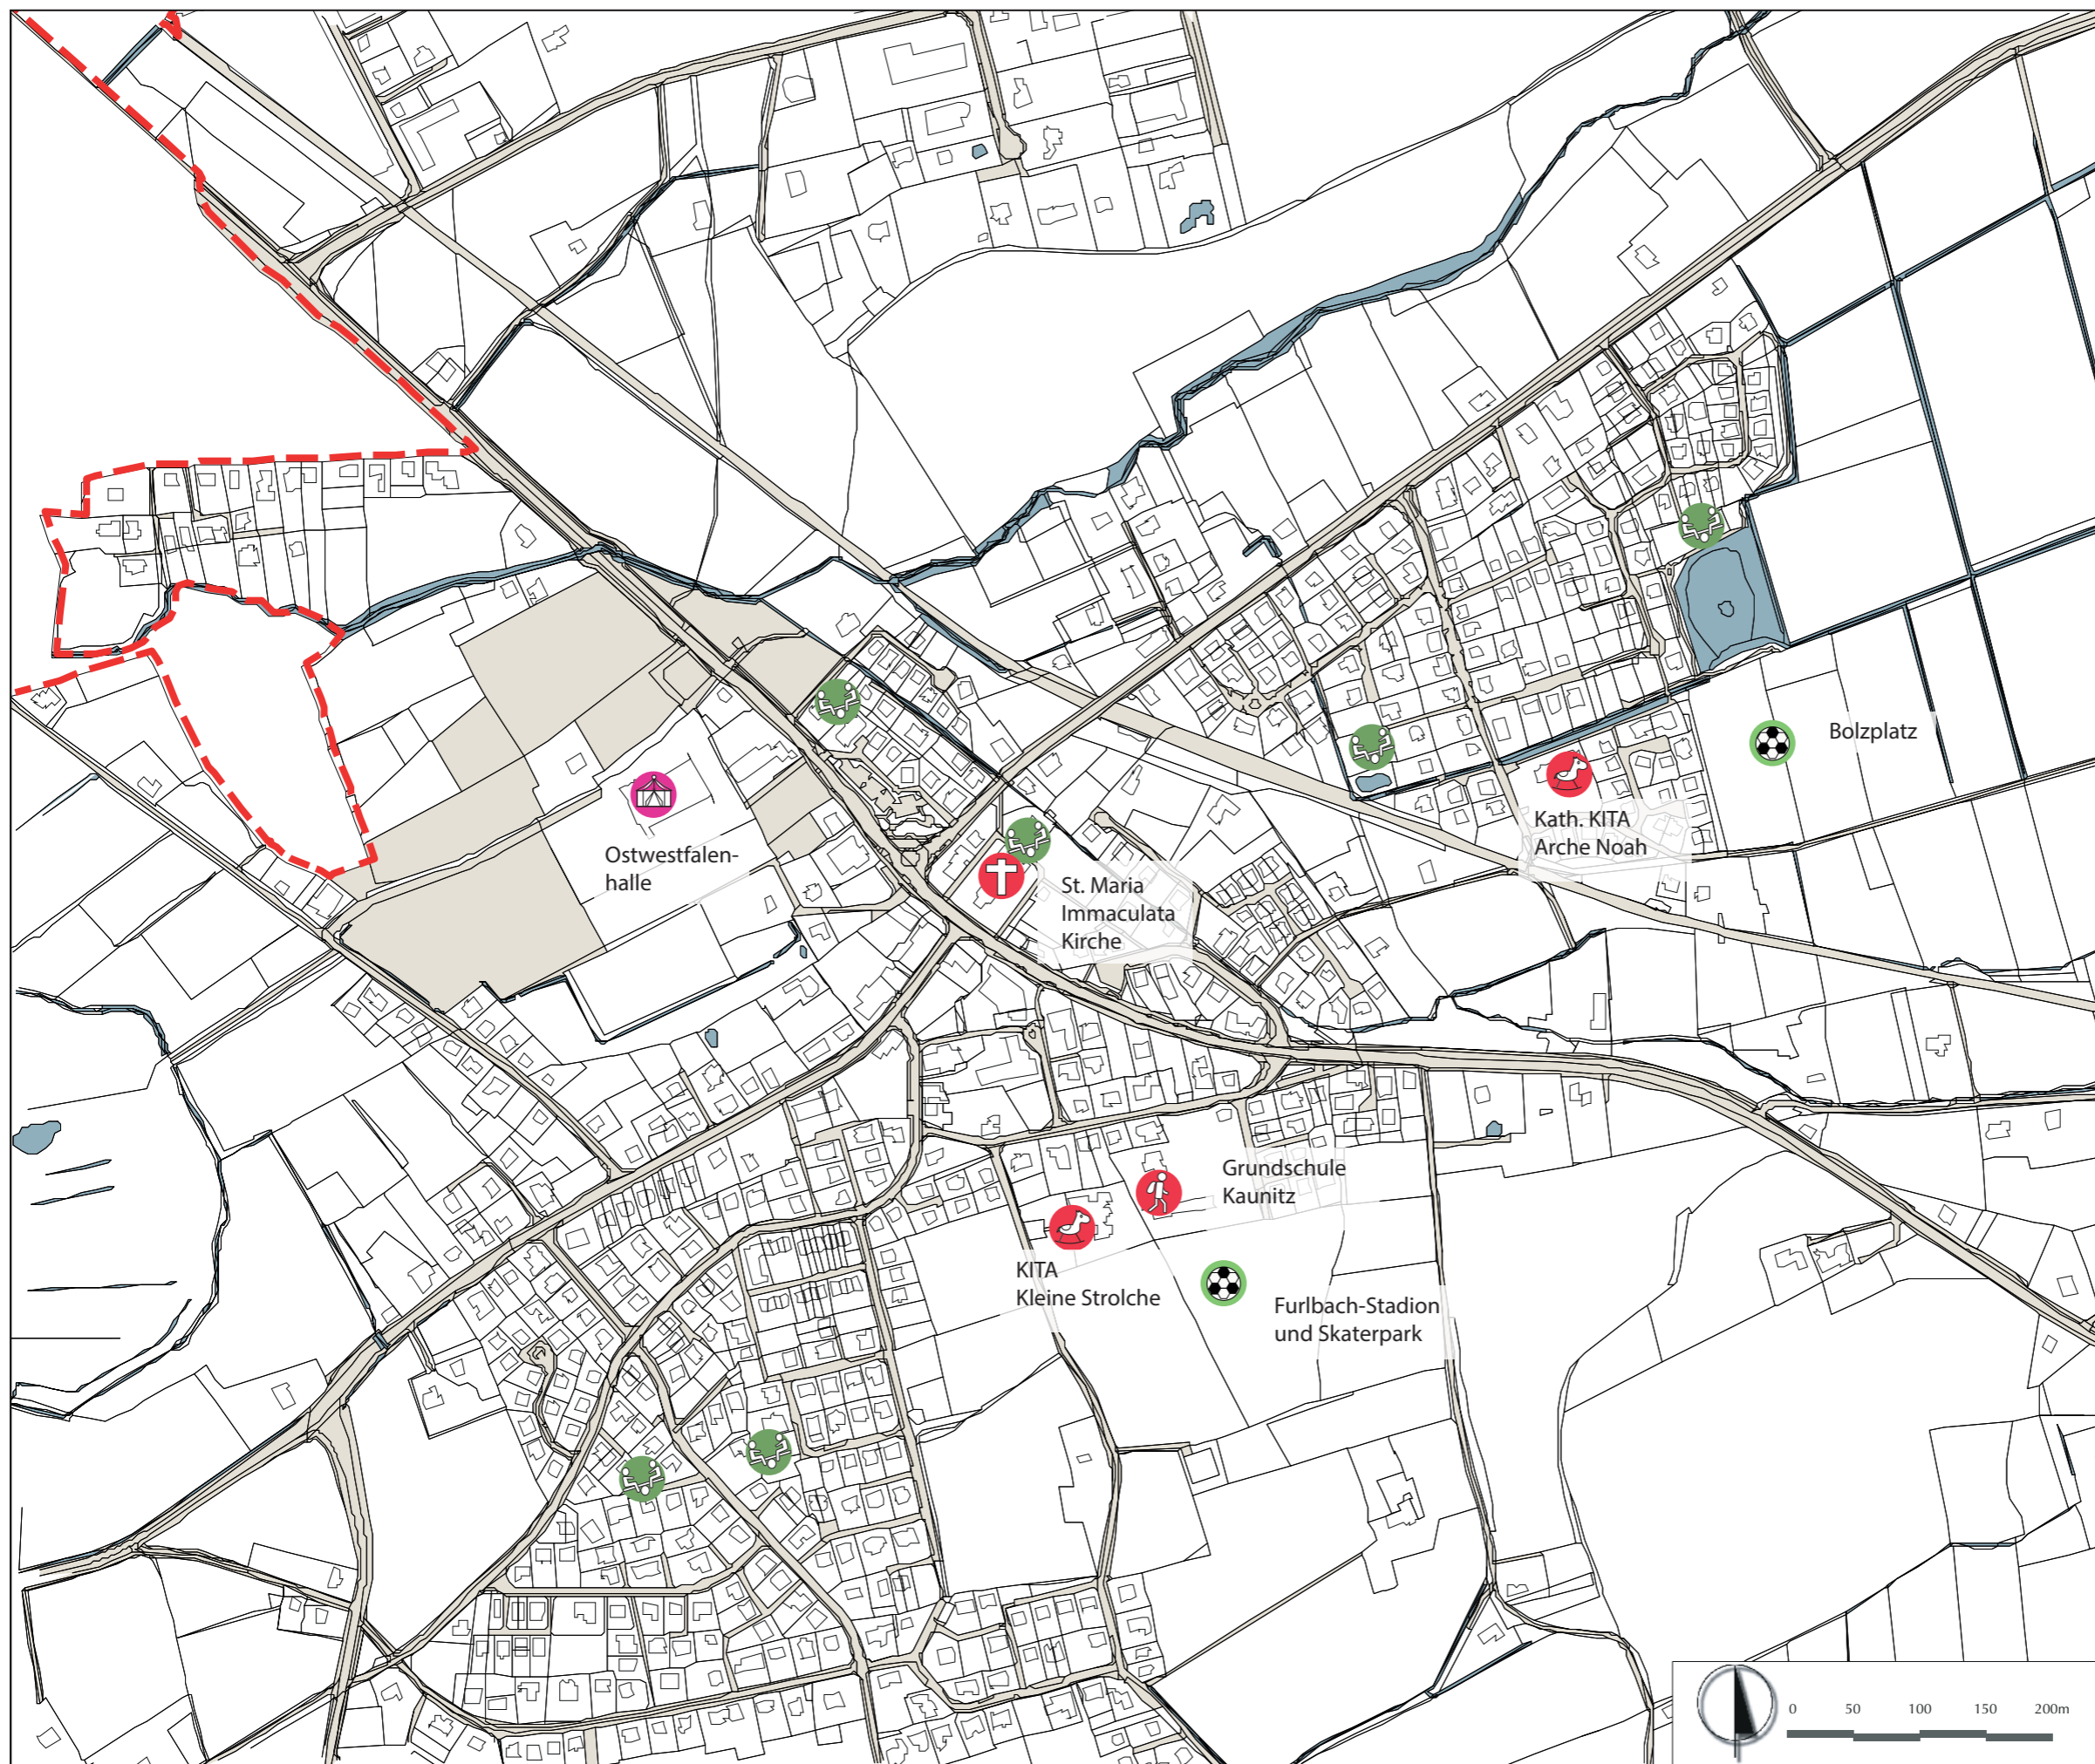 Bolzplatz
Kath. KITA
Arche Noah
Ostwestfalen-
halle
St. Maria
Immaculata
Kirche
Grundschule
Kaunitz
KITA
Kleine Strolche
Furlbach-Stadion
und Skaterpark
0 50 100 150 200m